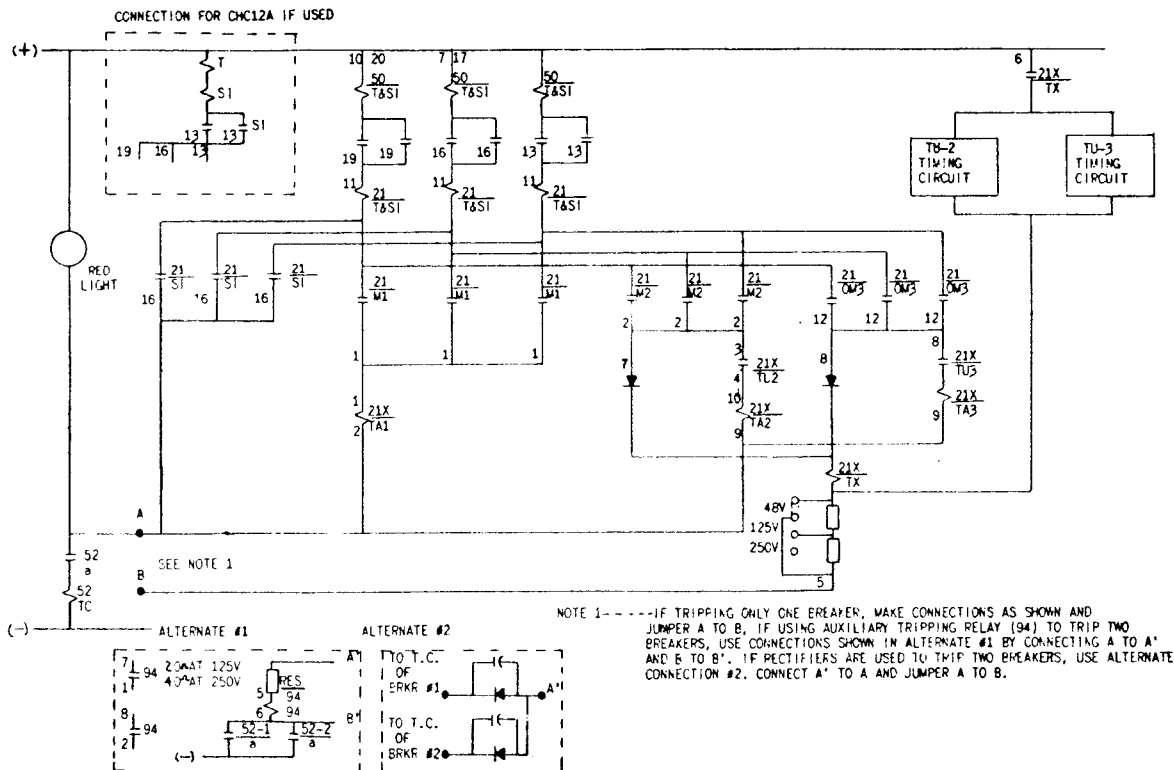 CONNECTION FOR CHC12A IF USED
(+)
T
SI
SI
13 13
19 16 13
10 20 7 17 6
50 50 50
T&SI T&SI T&SI
21X
TX
19 19 16 16 13 13
11 11 11
21 21 21
T&SI T&SI T&SI
TU-2
TIMING
CIRCUIT
TU-3
TIMING
CIRCUIT
RED
LIGHT
21 21 21
SI SI SI
16 16 16
21 21 21
M1 M1 M1
21 21 21
M2 M2 M2
21 21 21
OM3 OM3 OM3
2 2 2 12 12 12
1 1 1
7 3 8 8
21X
TU2
4
21X
TU3
1
21X
TA1
2
10
21X
TA2
9
21X
TA3
9
21X
TX
48V
125V
250V
5
A
SEE NOTE 1
B
52
a
52
TC
(-)
NOTE 1-----IF TRIPPING ONLY ONE BREAKER, MAKE CONNECTIONS AS SHOWN AND
JUMPER A TO B, IF USING AUXILIARY TRIPPING RELAY (94) TO TRIP TWO
BREAKERS, USE CONNECTIONS SHOWN IN ALTERNATE #1 BY CONNECTING A TO A'
AND B TO B'. IF RECTIFIERS ARE USED TO TRIP TWO BREAKERS, USE ALTERNATE
CONNECTION #2. CONNECT A' TO A AND JUMPER A TO B.
ALTERNATE #1
7
94
1
AT 125V
AT 250V
8
94
2
A'
RES
94
5
6
94
B'
52-1
a
52-2
a
(-)
ALTERNATE #2
TO T.C.
OF
BRKR #1
A'
TO T.C.
OF
BRKR #2